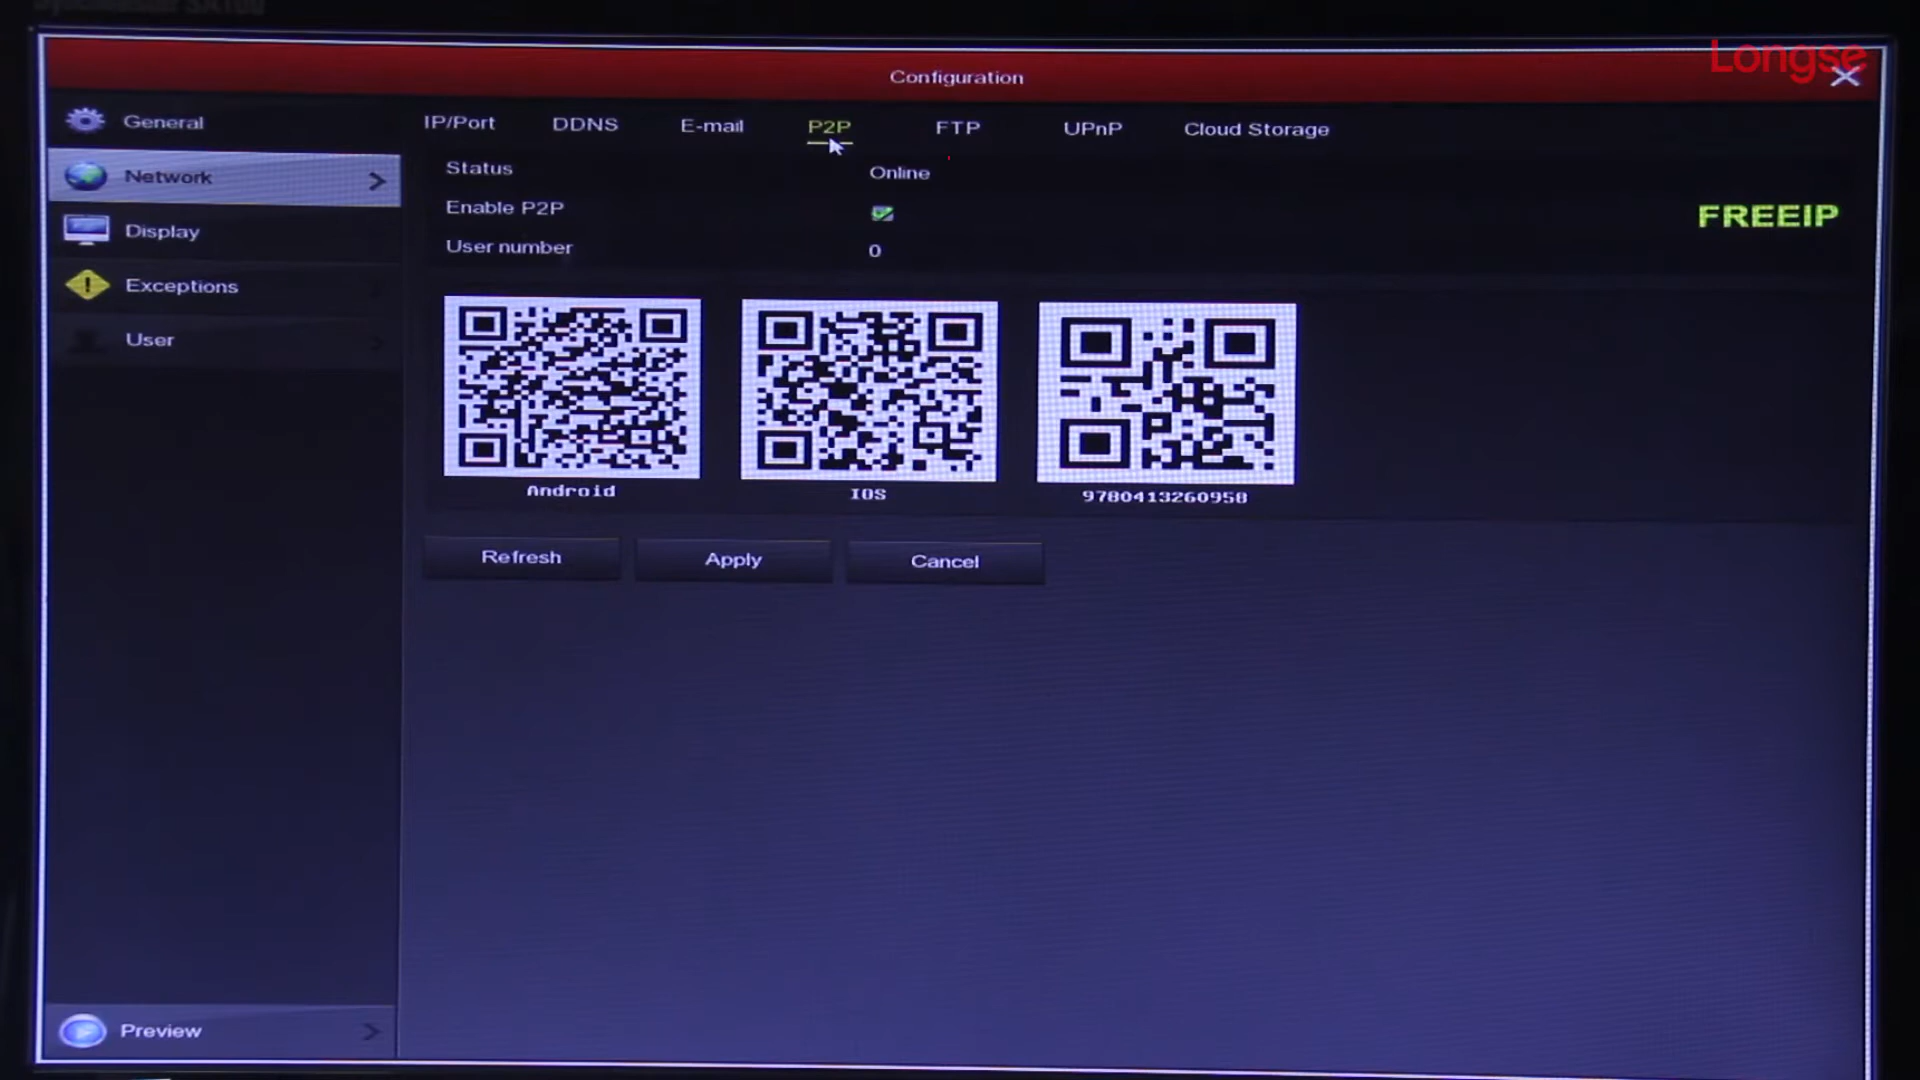 Longse
Configuration
General
Network
Display
Exceptions
User
Preview
IP/Port DDNS E-mail P2P FTP UPnP Cloud Storage
Status Online
Enable P2P
User number 0
FREEIP
Android IOS 9780413260958
Refresh Apply Cancel